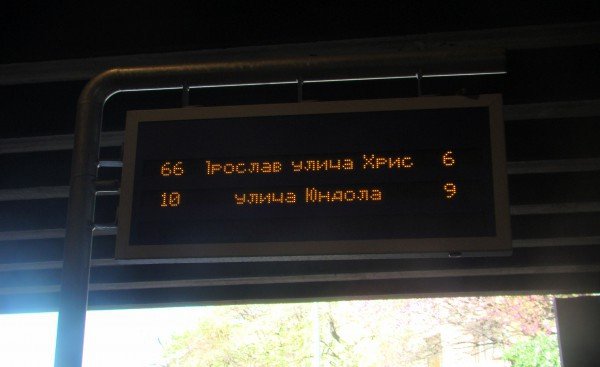 66 Ярослав улица Хрис 6
10 улица Юндола 9